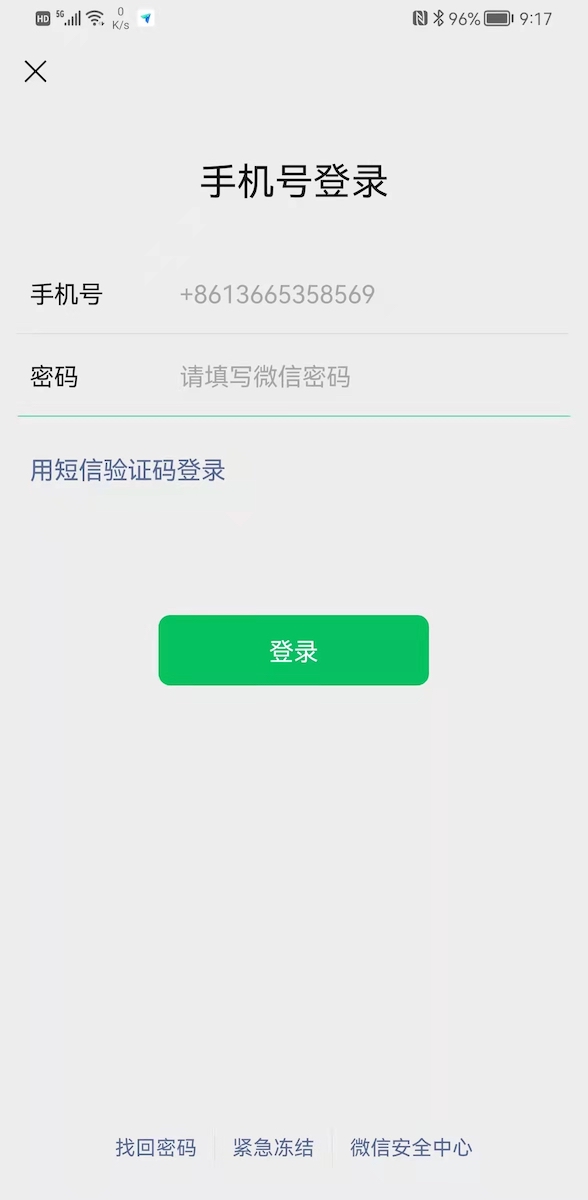 HD 5G 0 K/s 96% 9:17
手机号登录
手机号 +8613665358569
密码 请填写微信密码
用短信验证码登录
登录
找回密码 紧急冻结 微信安全中心